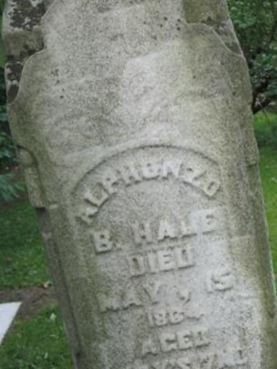 ALPHONZO
B. HALE
DIED
MAY 15
1864
AGED